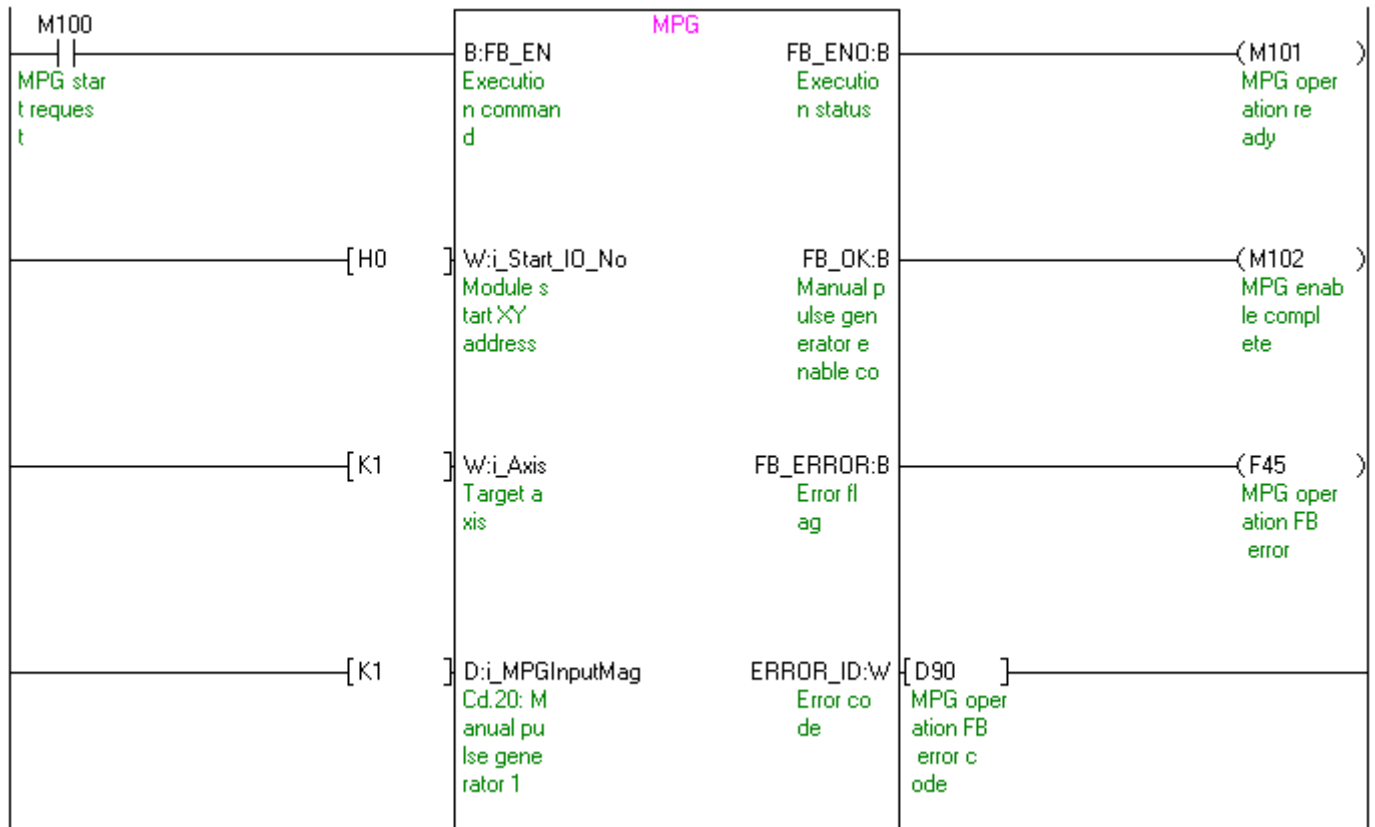 M100
MPG
B:FB_EN
FB_ENO:B
(M101 )
MPG star
t reques
t
Executio
n comman
d
Executio
n status
MPG oper
ation re
ady
[H0 ]
W:i_Start_IO_No
FB_OK:B
(M102 )
Module s
tart XY
address
Manual p
ulse gen
erator e
nable co
MPG enab
le compl
ete
[K1 ]
W:i_Axis
FB_ERROR:B
(F45 )
Target a
xis
Error fl
ag
MPG oper
ation FB
error
[K1 ]
D:i_MPGInputMag
ERROR_ID:W
[D90 ]
Cd.20: M
anual pu
lse gene
rator 1
Error co
de
MPG oper
ation FB
error c
ode